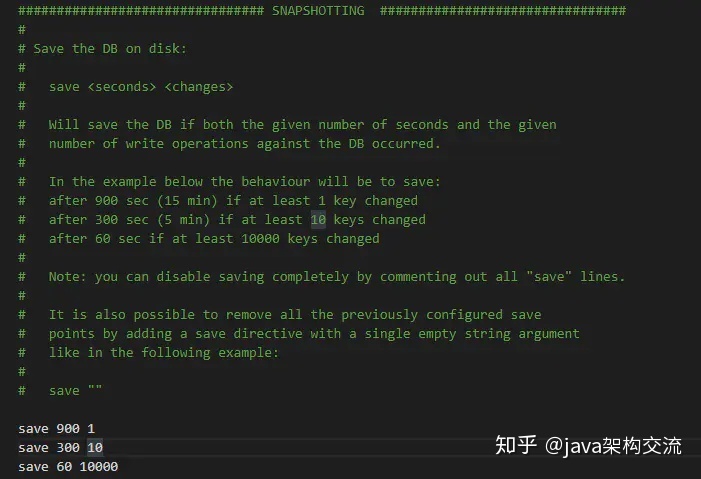 ################################ SNAPSHOTTING  ################################
#
# Save the DB on disk:
#
#   save <seconds> <changes>
#
#   Will save the DB if both the given number of seconds and the given
#   number of write operations against the DB occurred.
#
#   In the example below the behaviour will be to save:
#   after 900 sec (15 min) if at least 1 key changed
#   after 300 sec (5 min) if at least 10 keys changed
#   after 60 sec if at least 10000 keys changed
#
#   Note: you can disable saving completely by commenting out all "save" lines.
#
#   It is also possible to remove all the previously configured save
#   points by adding a save directive with a single empty string argument
#   like in the following example:
#
#   save ""

save 900 1
save 300 10
save 60 10000
知乎 @java架构交流